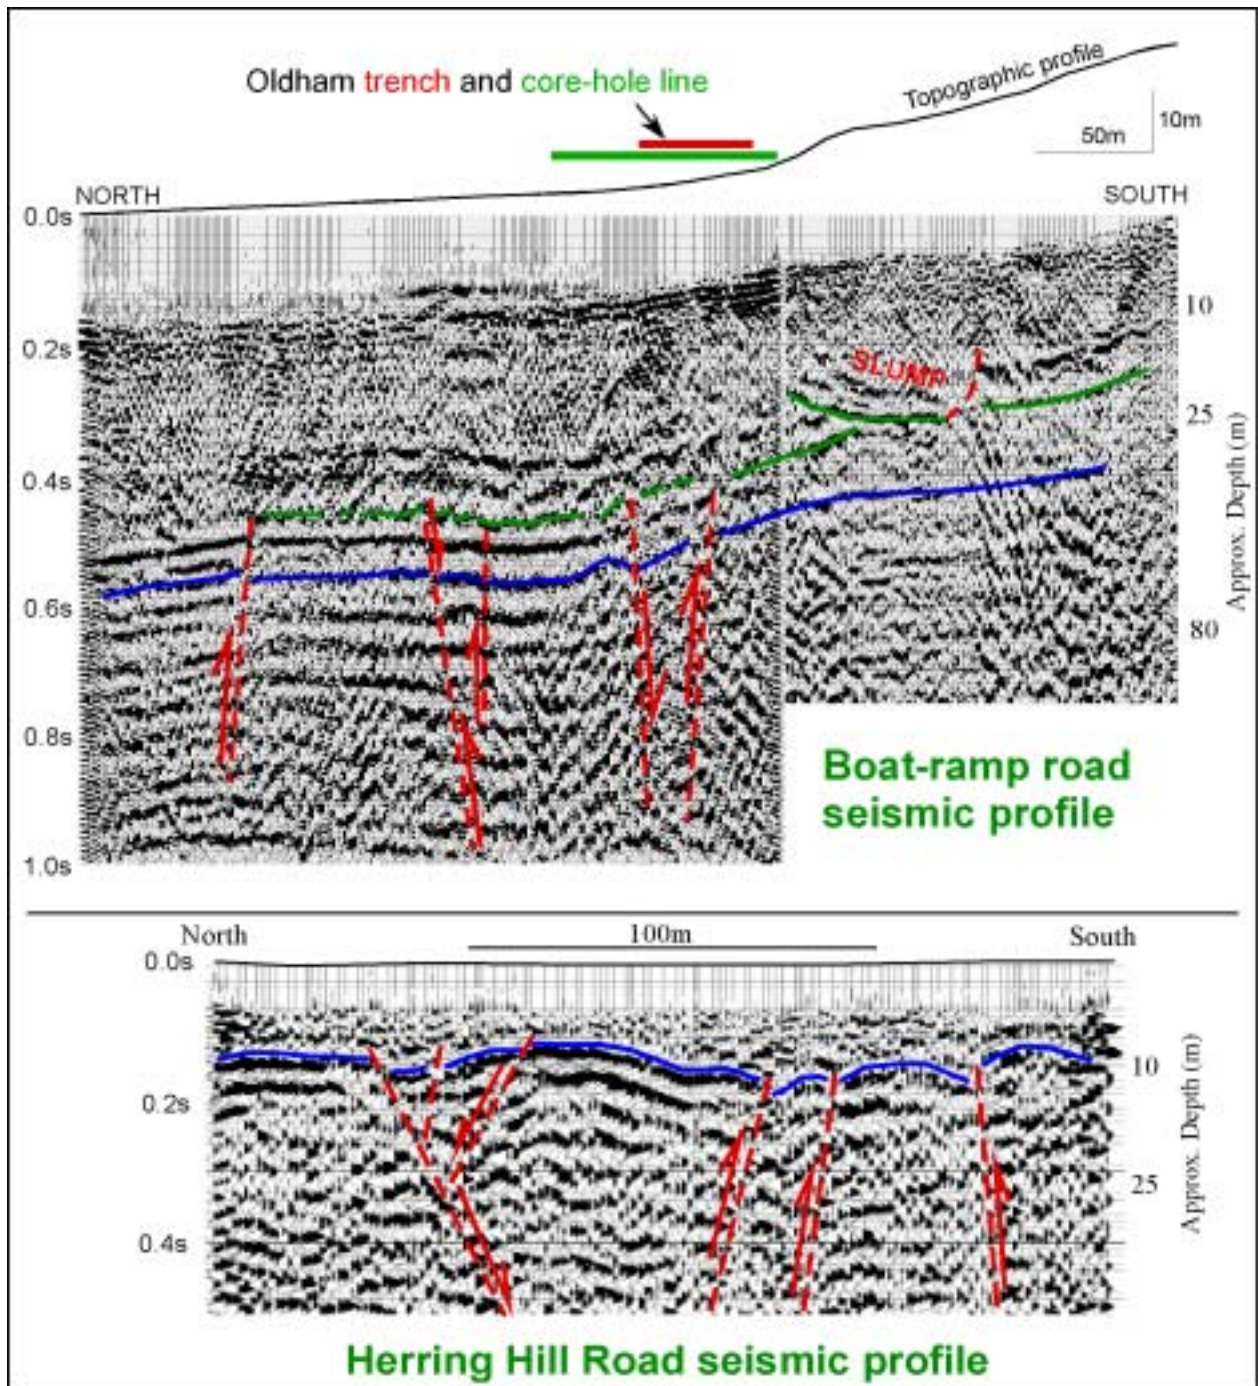 Oldham trench and core-hole line
Topographic profile
10m
50m
NORTH
SOUTH
0.0s
10
0.2s
SLUMP
25
0.4s
Approx. Depth (m)
0.6s
80
0.8s
Boat-ramp road
seismic profile
1.0s
North
100m
South
0.0s
10
0.2s
Approx. Depth (m)
25
0.4s
Herring Hill Road seismic profile